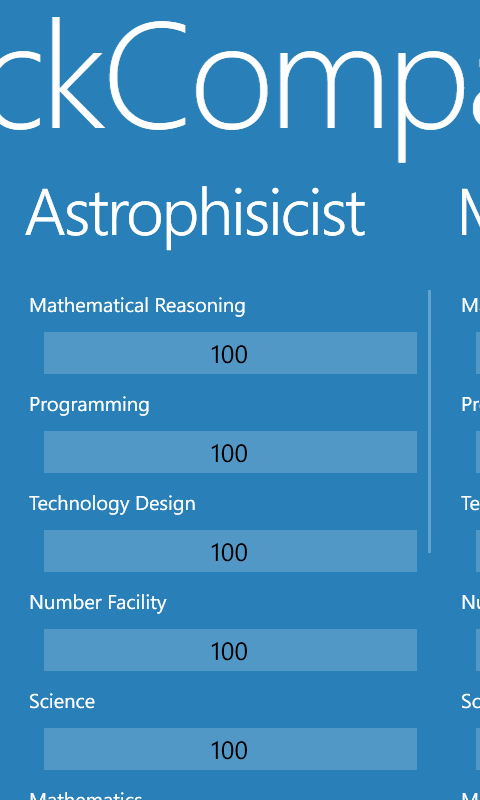 ckCompa
Astrophisicist
M
Mathematical Reasoning
Ma
100
Programming
Pr
100
Technology Design
Te
100
Number Facility
Nu
100
Science
Sc
100
Mathematics
M